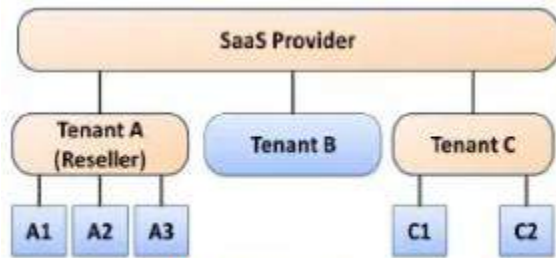 SaaS Provider
Tenant A
(Reseller)
Tenant B
Tenant C
A1
A2
A3
C1
C2